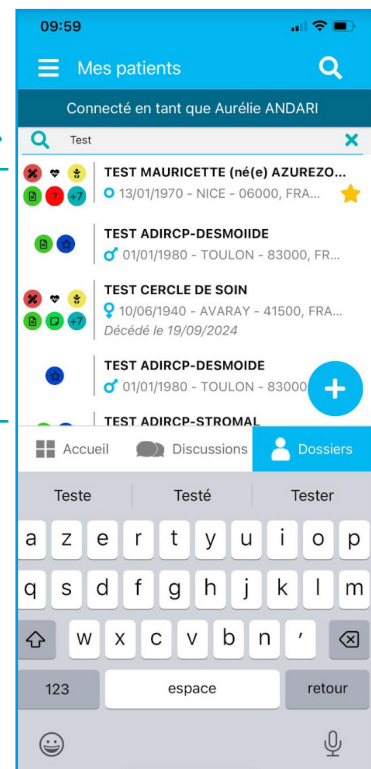 09:59
Mes patients
Connecté en tant que Aurélie ANDARI
Test
TEST MAURICETTE (né(e) AZUREZO...
13/01/1970 - NICE - 06000, FRA...
? +7
TEST ADIRCP-DESMOIIDE
01/01/1980 - TOULON - 83000, FR...
TEST CERCLE DE SOIN
10/06/1940 - AVARAY - 41500, FRA...
+7
Décédé le 19/09/2024
TEST ADIRCP-DESMOIDE
01/01/1980 - TOULON - 83000
+
TEST ADIRCP-STROMAL
Accueil Discussions Dossiers
Teste Testé Tester
a z e r t y u i o p
q s d f g h j k l m
w x c v b n '
123 espace retour